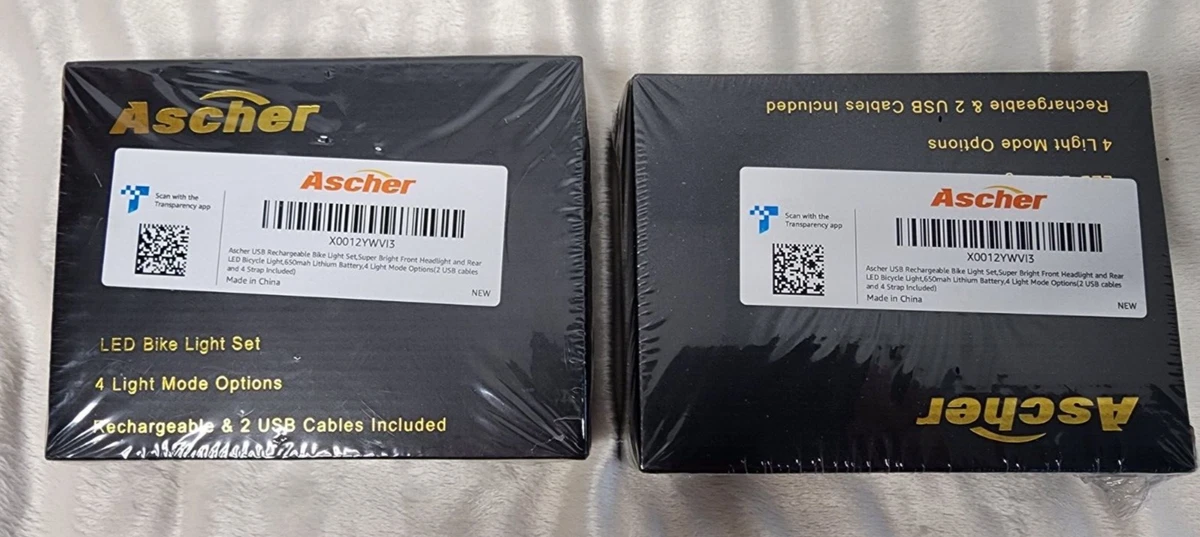 Ascher
Scan with the
Transparency app
Ascher
X0012YWVI3
Ascher USB Rechargeable Bike Light Set,Super Bright Front Headlight and Rear
LED Bicycle Light,650mah Lithium Battery,4 Light Mode Options(2 USB cables
and 4 Strap Included)
Made in China
NEW
LED Bike Light Set
4 Light Mode Options
Rechargeable & 2 USB Cables Included
Rechargeable & 2 USB Cables Included
4 Light Mode Options
Scan with the
Transparency app
Ascher
X0012YWVI3
Ascher USB Rechargeable Bike Light Set,Super Bright Front Headlight and Rear
LED Bicycle Light,650mah Lithium Battery,4 Light Mode Options(2 USB cables
and 4 Strap Included)
Made in China
NEW
Ascher